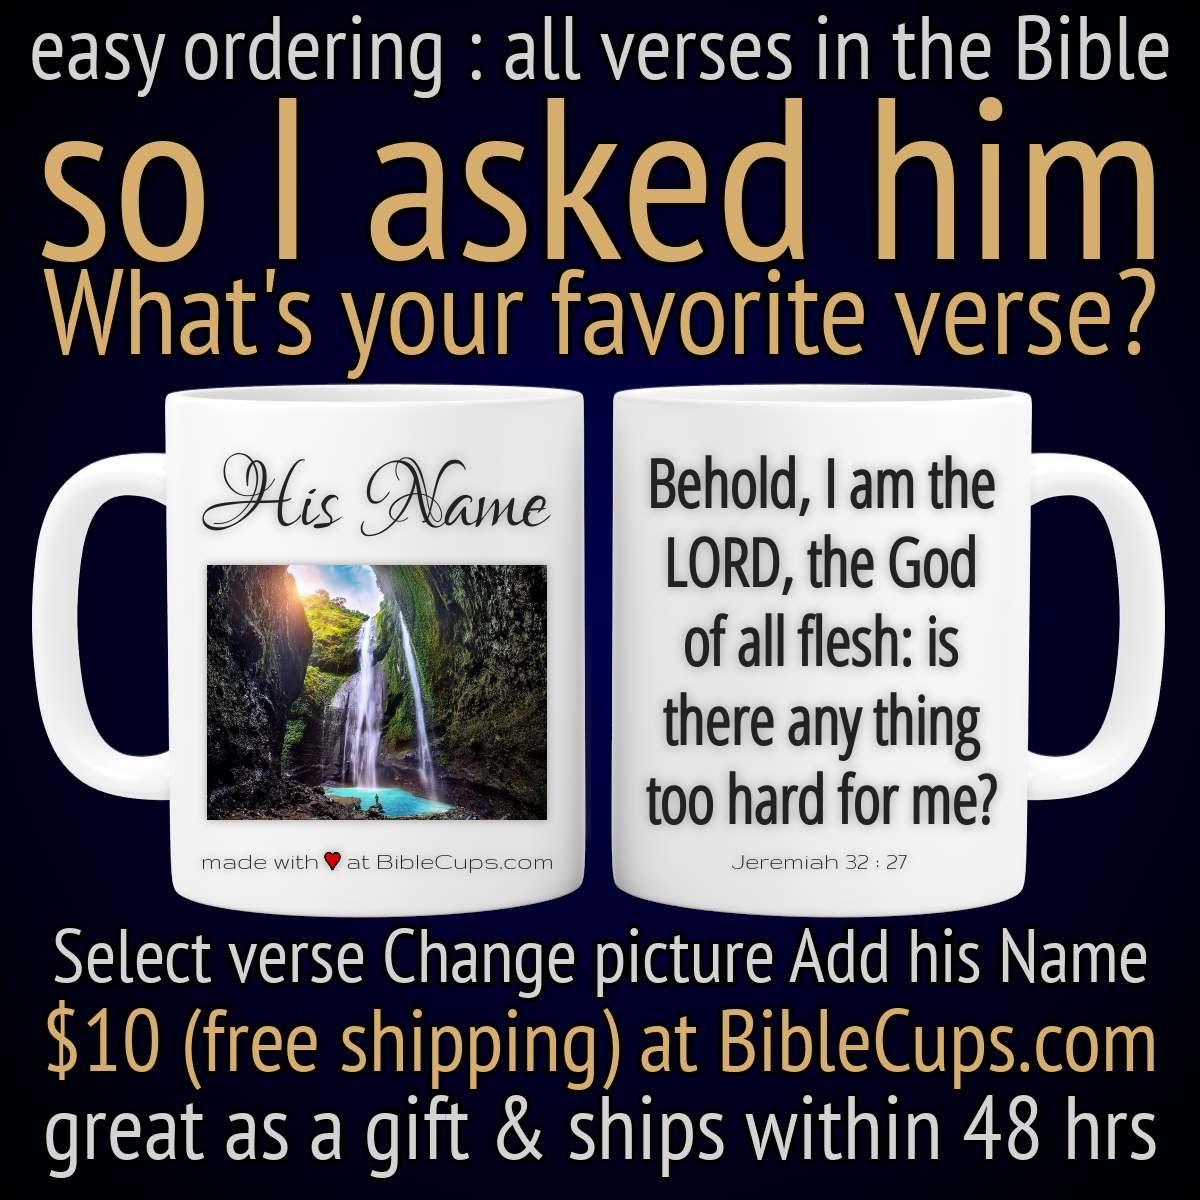 easy ordering : all verses in the Bible
so I asked him
What's your favorite verse?
His Name
made with ❤ at BibleCups.com
Behold, I am the
LORD, the God
of all flesh: is
there any thing
too hard for me?
Jeremiah 32 : 27
Select verse Change picture Add his Name
$10 (free shipping) at BibleCups.com
great as a gift & ships within 48 hrs